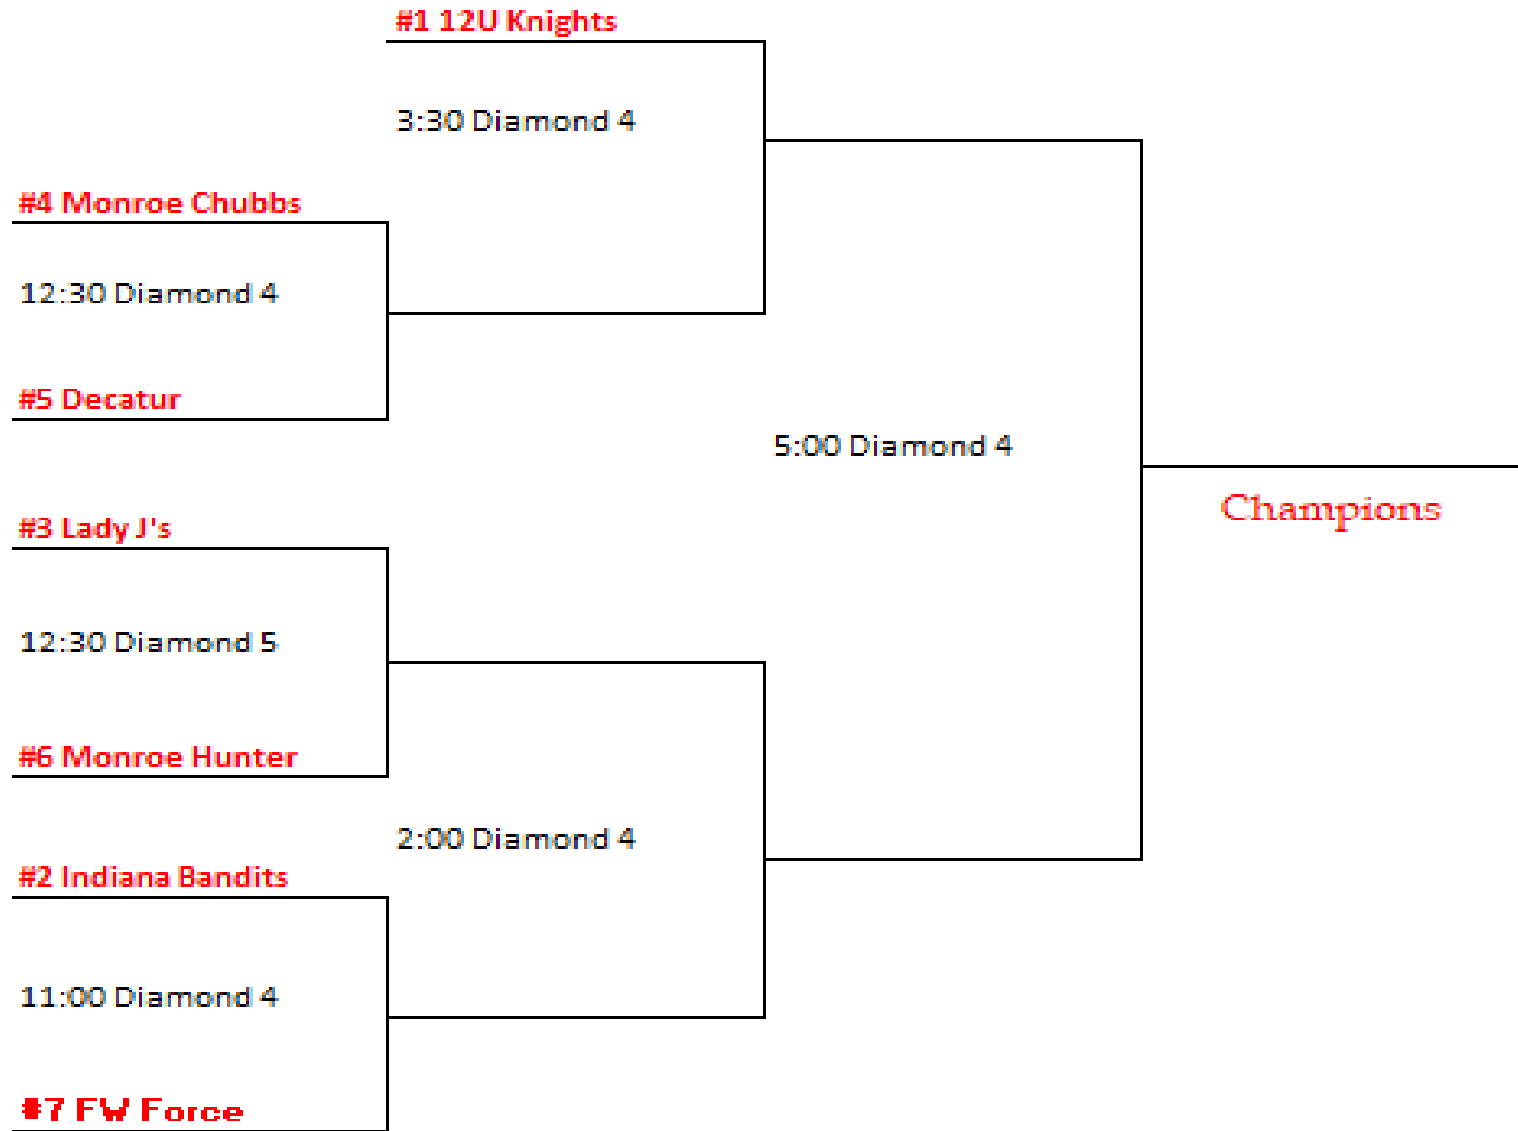 #1 12U Knights
3:30 Diamond 4
#4 Monroe Chubbs
12:30 Diamond 4
#5 Decatur
5:00 Diamond 4
Champions
#3 Lady J's
12:30 Diamond 5
#6 Monroe Hunter
2:00 Diamond 4
#2 Indiana Bandits
11:00 Diamond 4
#7 FW Force